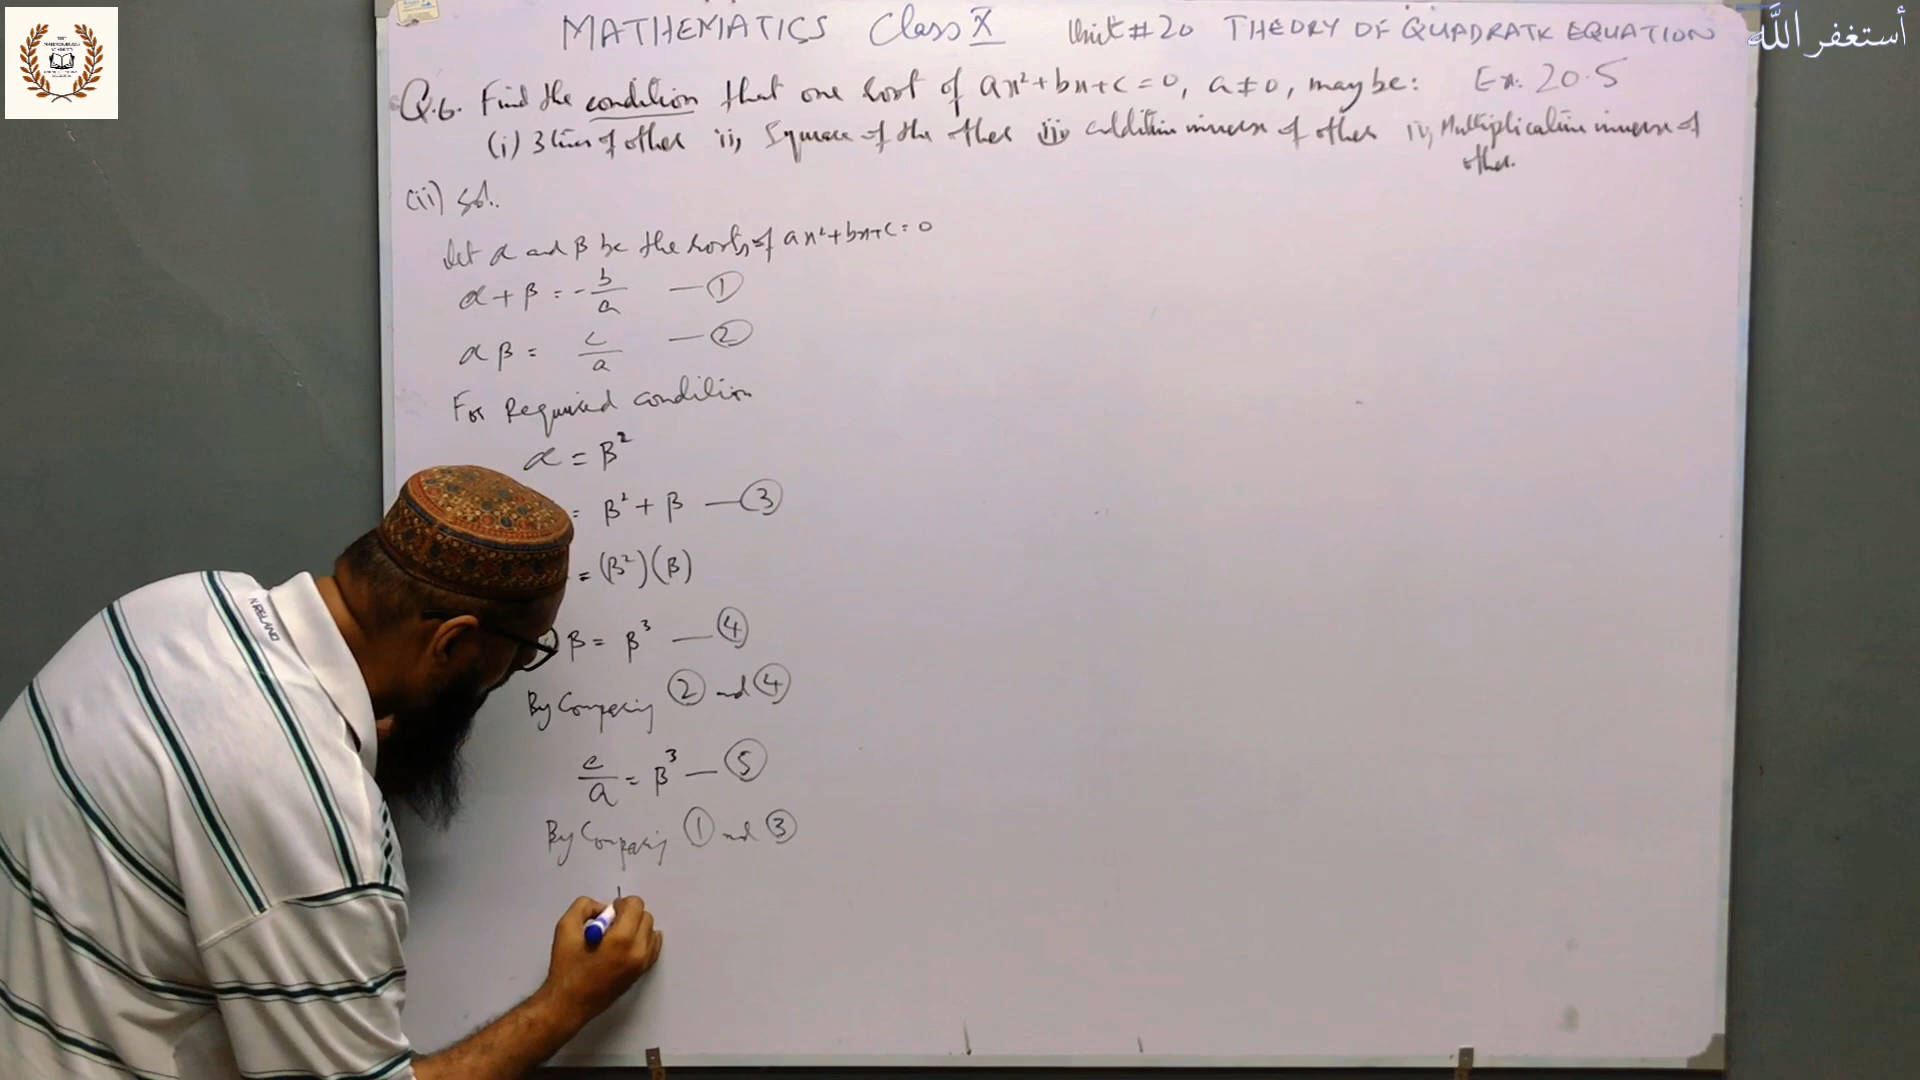 MATHEMATICS Class X Unit # 20 THEORY OF QUADRATK EQUATION
أستغفر الله
Q.6. Find the condition that one root of ax²+bx+c=0, a≠0, may be: Ex. 20.5
(i) 3 times of other ii, Square of the other iii, addition inverse of other iv, Multiplication inverse of
other.
(ii) Sol.
Let α and β be the roots of ax²+bx+c=0
α+β = -b/a — ①
αβ = c/a — ②
For Required condition
α = β²
= β²+β — ③
= (β²)(β)
β = β³ — ④
By Comparing ② and ④
c/a = β³ — ⑤
By Comparing ① and ③